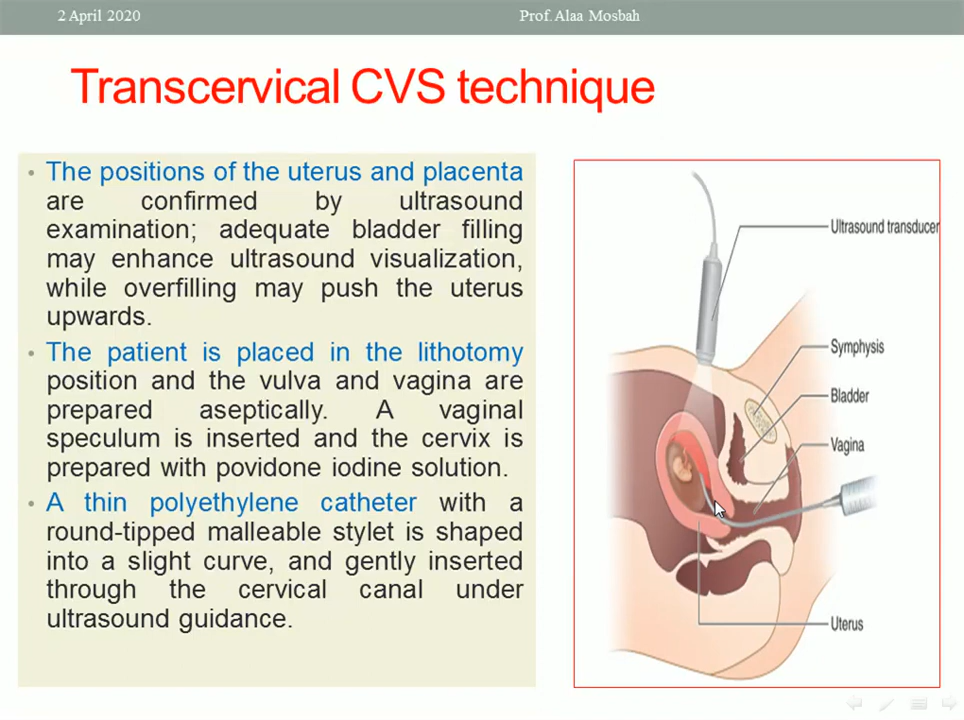 2 April 2020
Prof. Alaa Mosbah
Transcervical CVS technique
• The positions of the uterus and placenta
are confirmed by ultrasound
examination; adequate bladder filling
may enhance ultrasound visualization,
while overfilling may push the uterus
upwards.
• The patient is placed in the lithotomy
position and the vulva and vagina are
prepared aseptically. A vaginal
speculum is inserted and the cervix is
prepared with povidone iodine solution.
• A thin polyethylene catheter with a
round-tipped malleable stylet is shaped
into a slight curve, and gently inserted
through the cervical canal under
ultrasound guidance.
Ultrasound transducer
Symphysis
Bladder
Vagina
Uterus